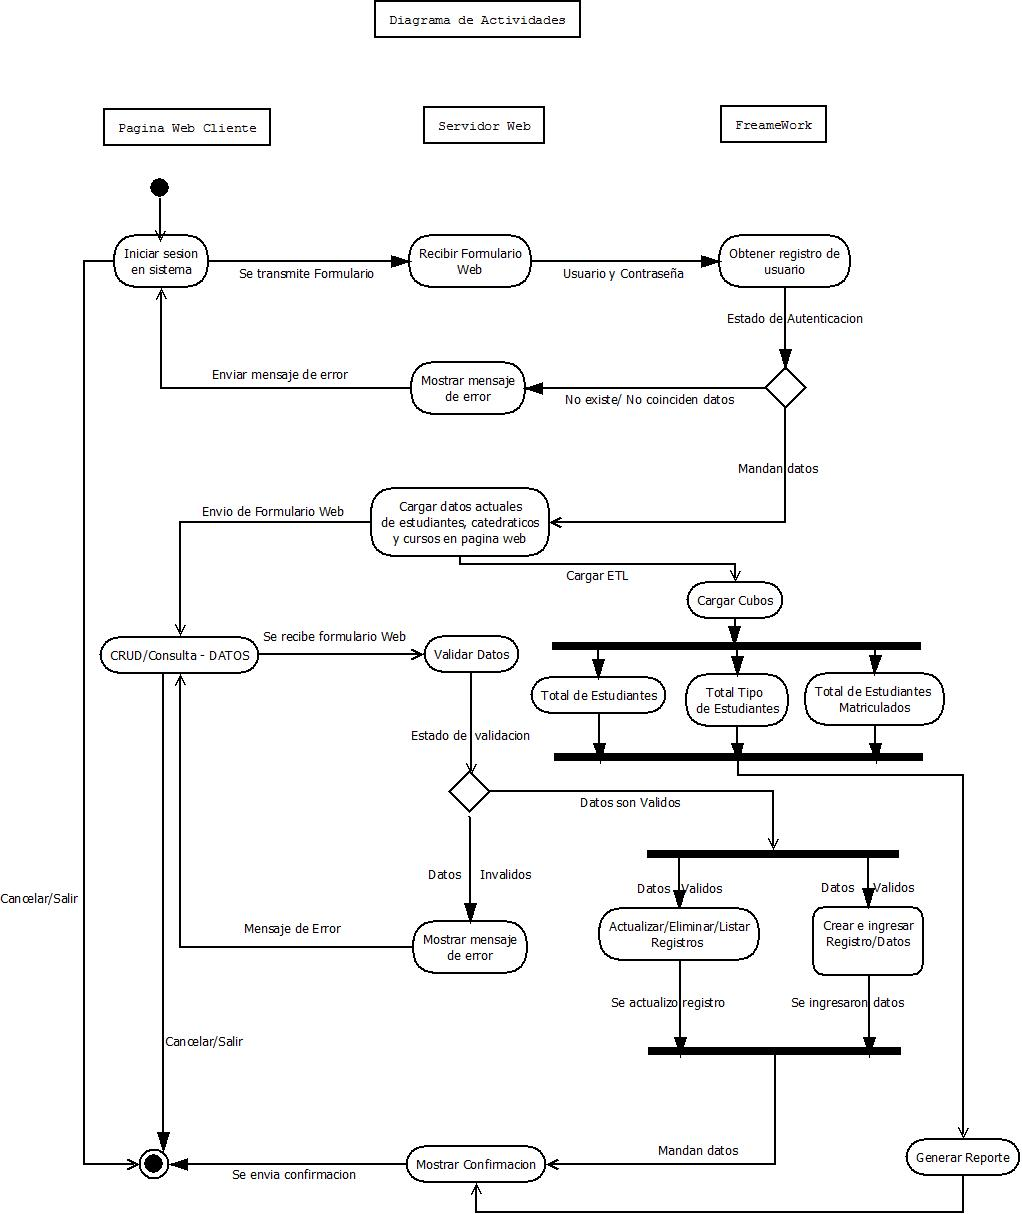 Diagrama de Actividades
Pagina Web Cliente
Servidor Web
FreameWork
Iniciar sesion
en sistema
Se transmite Formulario
Recibir Formulario
Web
Usuario y Contraseña
Obtener registro de
usuario
Estado de Autenticacion
Enviar mensaje de error
Mostrar mensaje
de error
No existe/ No coinciden datos
Mandan datos
Envio de Formulario Web
Cargar datos actuales
de estudiantes, catedraticos
y cursos en pagina web
Cargar ETL
Cargar Cubos
CRUD/Consulta - DATOS
Se recibe formulario Web
Validar Datos
Total de Estudiantes
Total Tipo
de Estudiantes
Total de Estudiantes
Matriculados
Estado de validacion
Datos son Validos
Datos Invalidos
Datos Validos
Datos Validos
Cancelar/Salir
Mensaje de Error
Mostrar mensaje
de error
Actualizar/Eliminar/Listar
Registros
Crear e ingresar
Registro/Datos
Se actualizo registro
Se ingresaron datos
Cancelar/Salir
Mandan datos
Mostrar Confirmacion
Se envia confirmacion
Generar Reporte